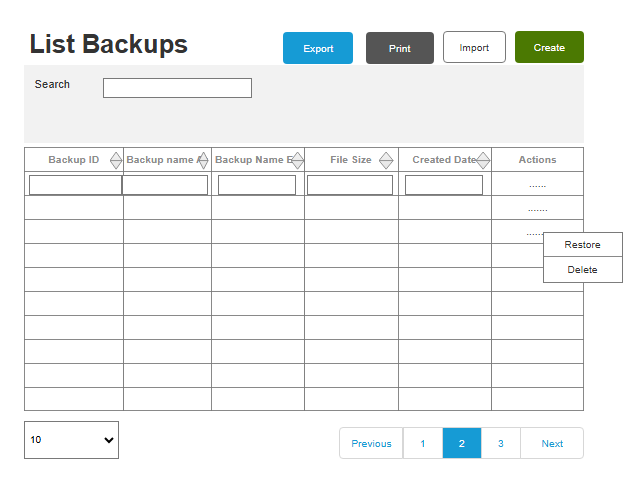 List Backups
Export
Print
Import
Create
Search
Backup ID
Backup name A
Backup Name E
File Size
Created Date
Actions
......
.......
......
Restore
Delete
10
Previous
1
2
3
Next